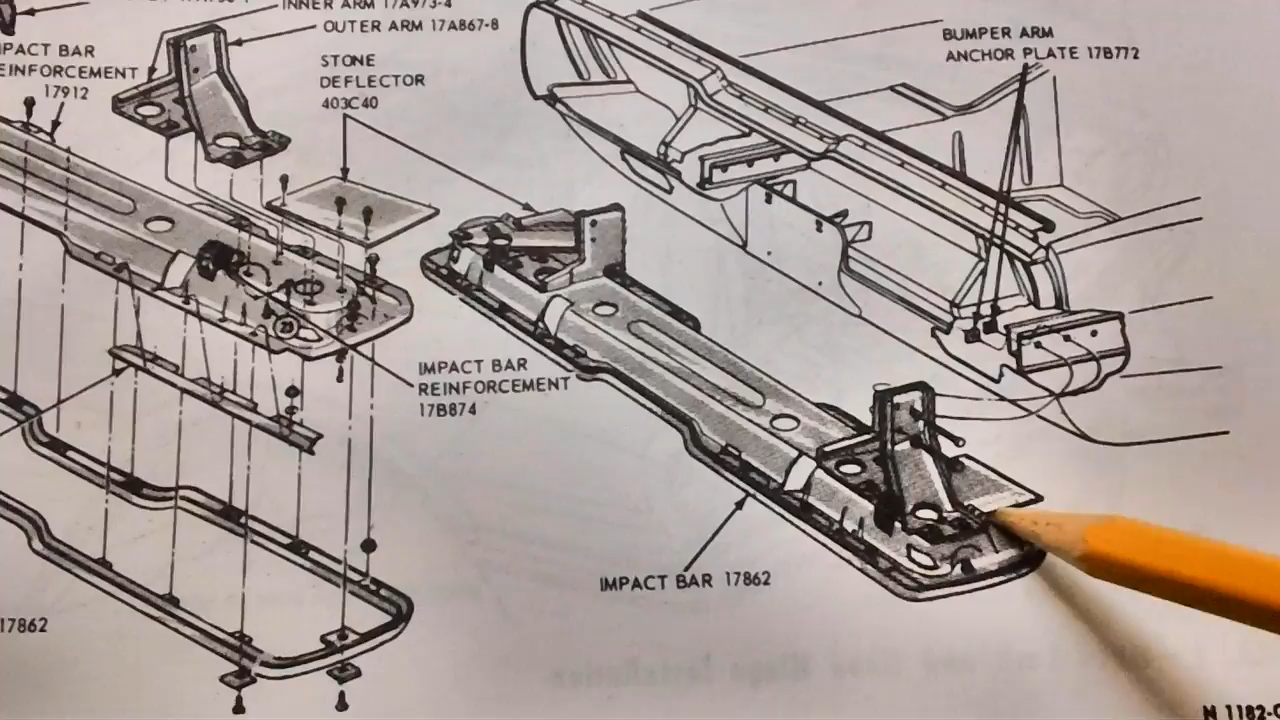 INNER ARM 17A973-4
OUTER ARM 17A867-8
IMPACT BAR
REINFORCEMENT
17912
STONE
DEFLECTOR
403C40
BUMPER ARM
ANCHOR PLATE 17B772
IMPACT BAR
REINFORCEMENT
17B874
IMPACT BAR 17862
17862
N 1182-